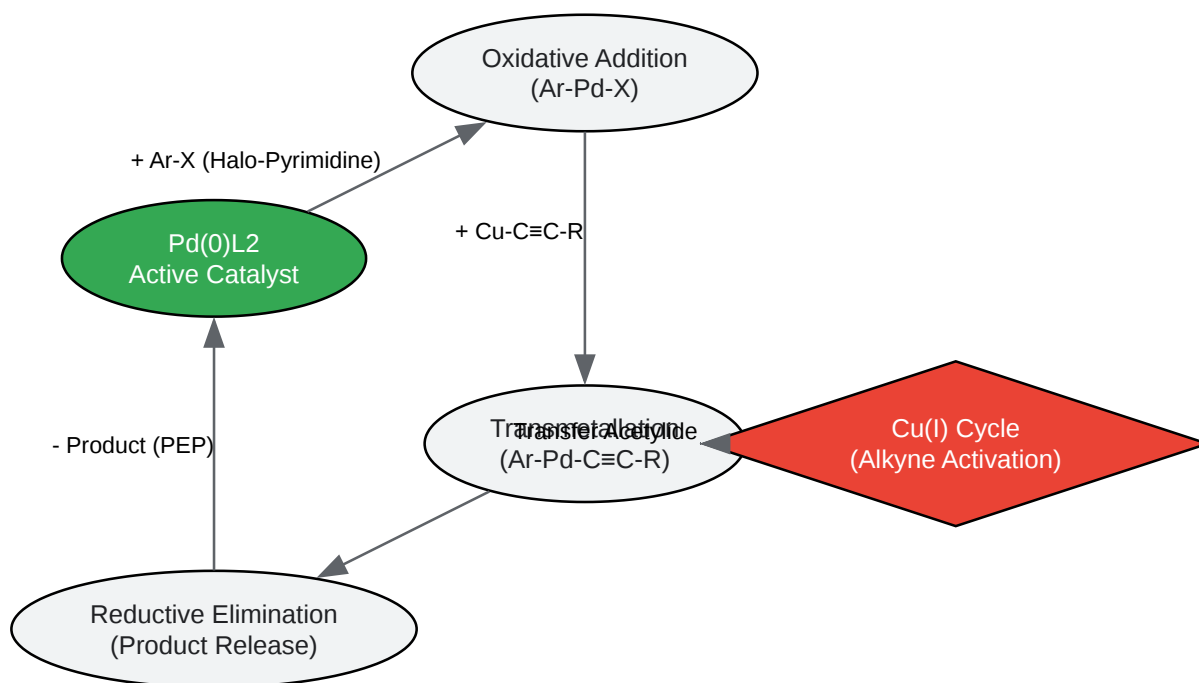 Oxidative Addition
(Ar-Pd-X)
+ Ar-X (Halo-Pyrimidine)
Pd(0)L2
Active Catalyst
+ Cu-C≡C-R
Transmetallation
Transfer Acetylide
(Ar-Pd-C≡C-R)
Cu(I) Cycle
(Alkyne Activation)
- Product (PEP)
Reductive Elimination
(Product Release)